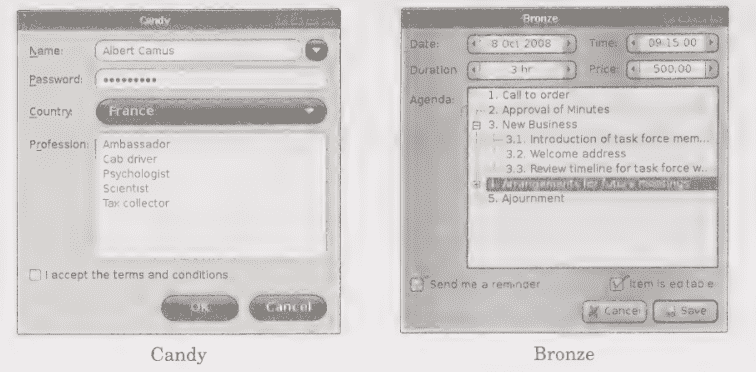 Candy
Name: Albert Camus
Password: •••••••••
Country: France
Profession: Ambassador
Cab driver
Psychologist
Scientist
Tax collector
I accept the terms and conditions
OK Cancel
Candy
Bronze
Date: 8 Oct 2008 Time: 09:15:00
Duration 3 hr Price: 500.00
Agenda: 1. Call to order
2. Approval of Minutes
3. New Business
3.1. Introduction of task force mem...
3.2. Welcome address
3.3. Review timeline for task force w..
4. Arrangements for future meetings
5. Ajournment
Send me a reminder Item is editable
Cancel Save
Bronze